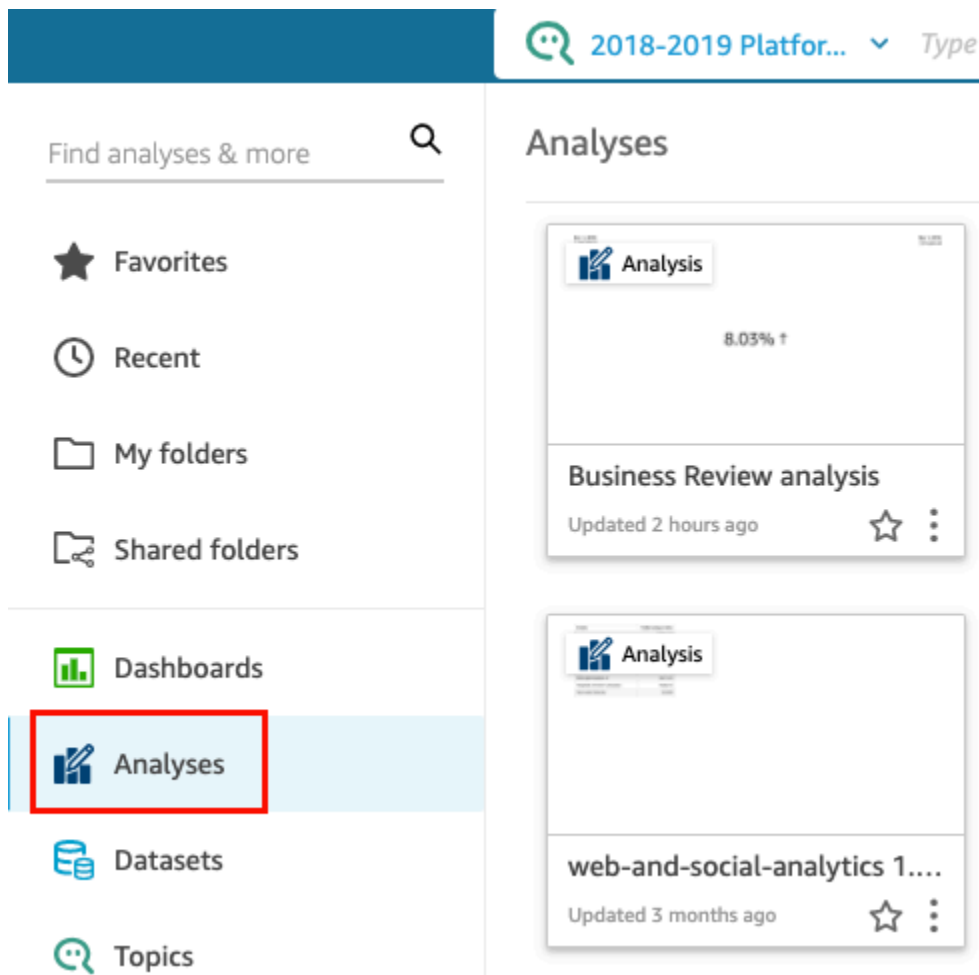 2018-2019 Platfor... Type
Find analyses & more
Favorites
Recent
My folders
Shared folders
Dashboards
Analyses
Datasets
Topics
Analyses
Analysis
8.03% ↑
Business Review analysis
Updated 2 hours ago
Analysis
web-and-social-analytics 1....
Updated 3 months ago